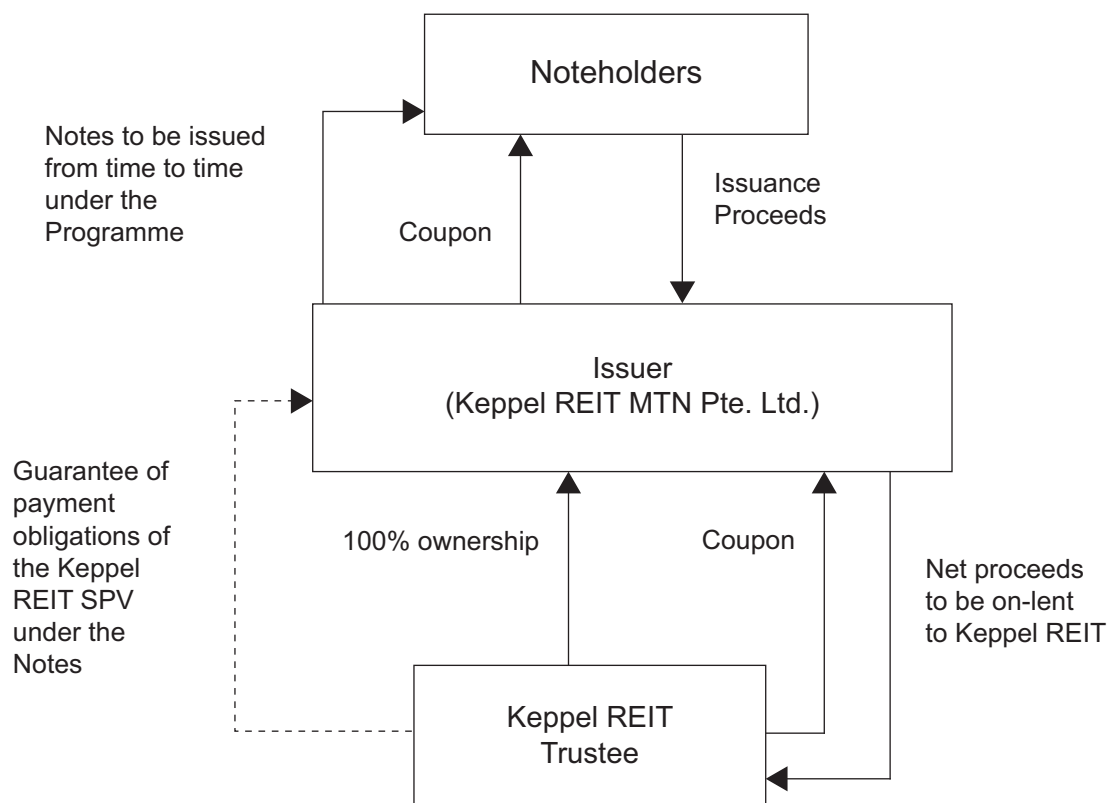 Noteholders
Notes to be issued
from time to time
under the
Programme
Coupon
Issuance
Proceeds
Issuer
(Keppel REIT MTN Pte. Ltd.)
Guarantee of
payment
obligations of
the Keppel
REIT SPV
under the
Notes
100% ownership
Coupon
Net proceeds
to be on-lent
to Keppel REIT
Keppel REIT
Trustee